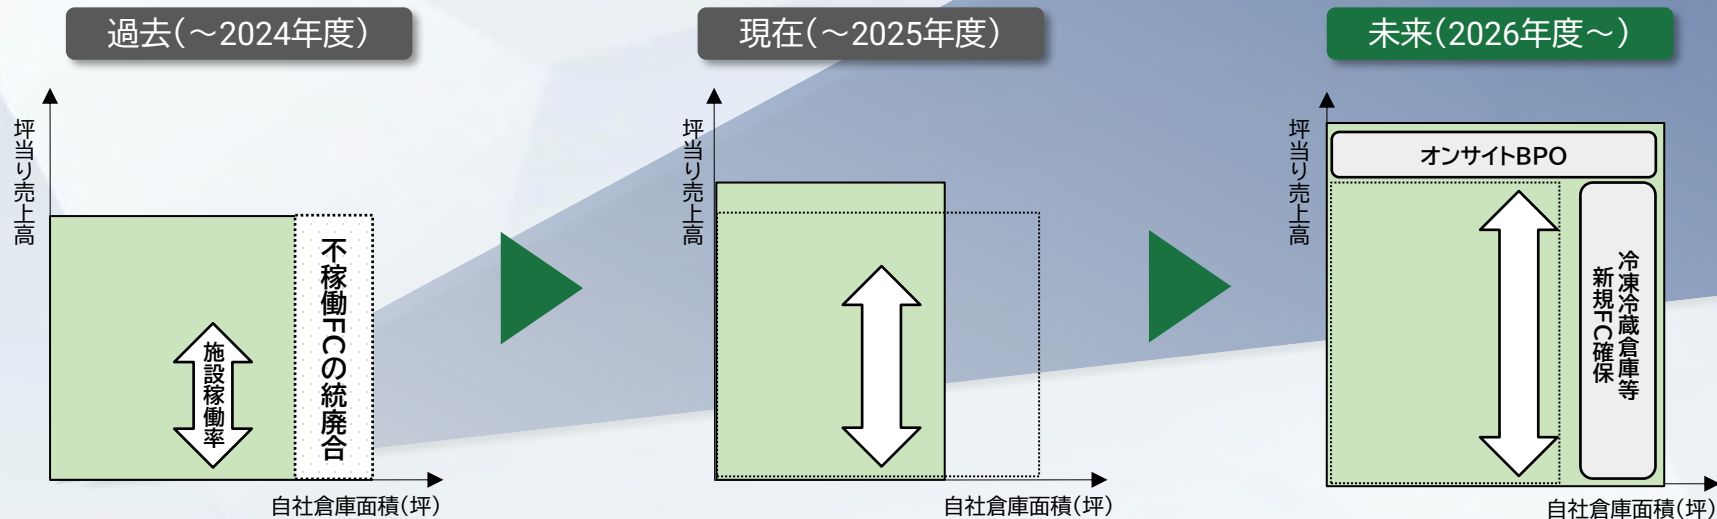 過去(～2024年度)
現在(～2025年度)
未来(2026年度～)
坪当り売上高
施設稼働率
不稼働FCの統廃合
自社倉庫面積(坪)
坪当り売上高
自社倉庫面積(坪)
坪当り売上高
オンサイトBPO
冷凍冷蔵倉庫等
新規FC確保
自社倉庫面積(坪)